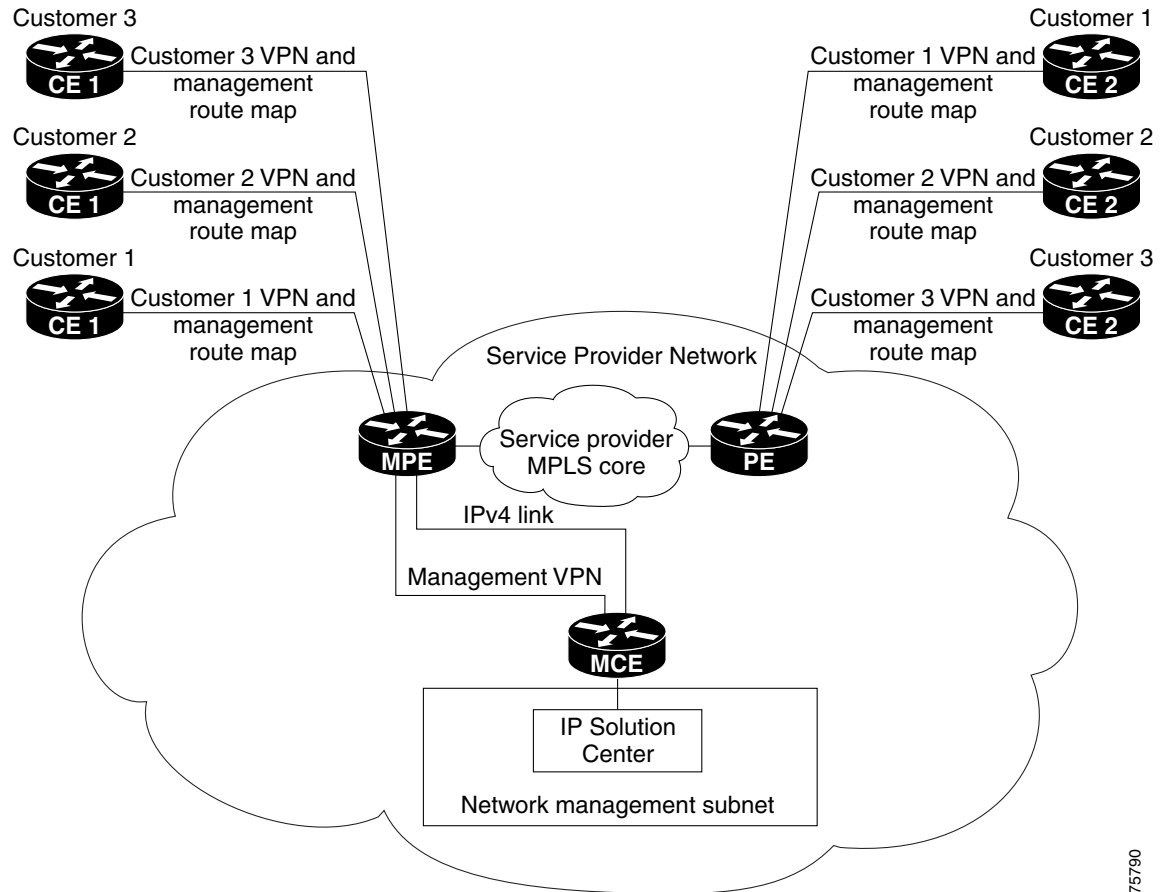 Customer 3
CE 1
Customer 3 VPN and
management
route map
Customer 2
CE 1
Customer 2 VPN and
management
route map
Customer 1
CE 1
Customer 1 VPN and
management
route map
Customer 1
CE 2
Customer 1 VPN and
management
route map
Customer 2
CE 2
Customer 2 VPN and
management
route map
Customer 3
CE 2
Customer 3 VPN and
management
route map
Service Provider Network
MPE
Service provider
MPLS core
PE
IPv4 link
Management VPN
MCE
IP Solution
Center
Network management subnet
75790